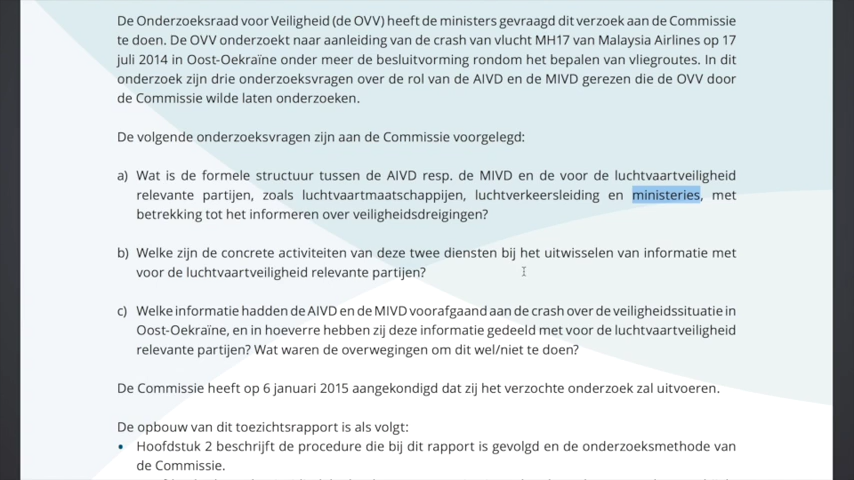 De Onderzoeksraad voor Veiligheid (de OVV) heeft de ministers gevraagd dit verzoek aan de Commissie
te doen. De OVV onderzoekt naar aanleiding van de crash van vlucht MH17 van Malaysia Airlines op 17
juli 2014 in Oost-Oekraïne onder meer de besluitvorming rondom het bepalen van vliegroutes. In dit
onderzoek zijn drie onderzoeksvragen over de rol van de AIVD en de MIVD gerezen die de OVV door
de Commissie wilde laten onderzoeken.
De volgende onderzoeksvragen zijn aan de Commissie voorgelegd:
a) Wat is de formele structuur tussen de AIVD resp. de MIVD en de voor de luchtvaartveiligheid
relevante partijen, zoals luchtvaartmaatschappijen, luchtverkeersleiding en ministeries, met
betrekking tot het informeren over veiligheidsdreigingen?
b) Welke zijn de concrete activiteiten van deze twee diensten bij het uitwisselen van informatie met
voor de luchtvaartveiligheid relevante partijen?
c) Welke informatie hadden de AIVD en de MIVD voorafgaand aan de crash over de veiligheidssituatie in
Oost-Oekraïne, en in hoeverre hebben zij deze informatie gedeeld met voor de luchtvaartveiligheid
relevante partijen? Wat waren de overwegingen om dit wel/niet te doen?
De Commissie heeft op 6 januari 2015 aangekondigd dat zij het verzochte onderzoek zal uitvoeren.
De opbouw van dit toezichtsrapport is als volgt:
• Hoofdstuk 2 beschrijft de procedure die bij dit rapport is gevolgd en de onderzoeksmethode van
de Commissie.